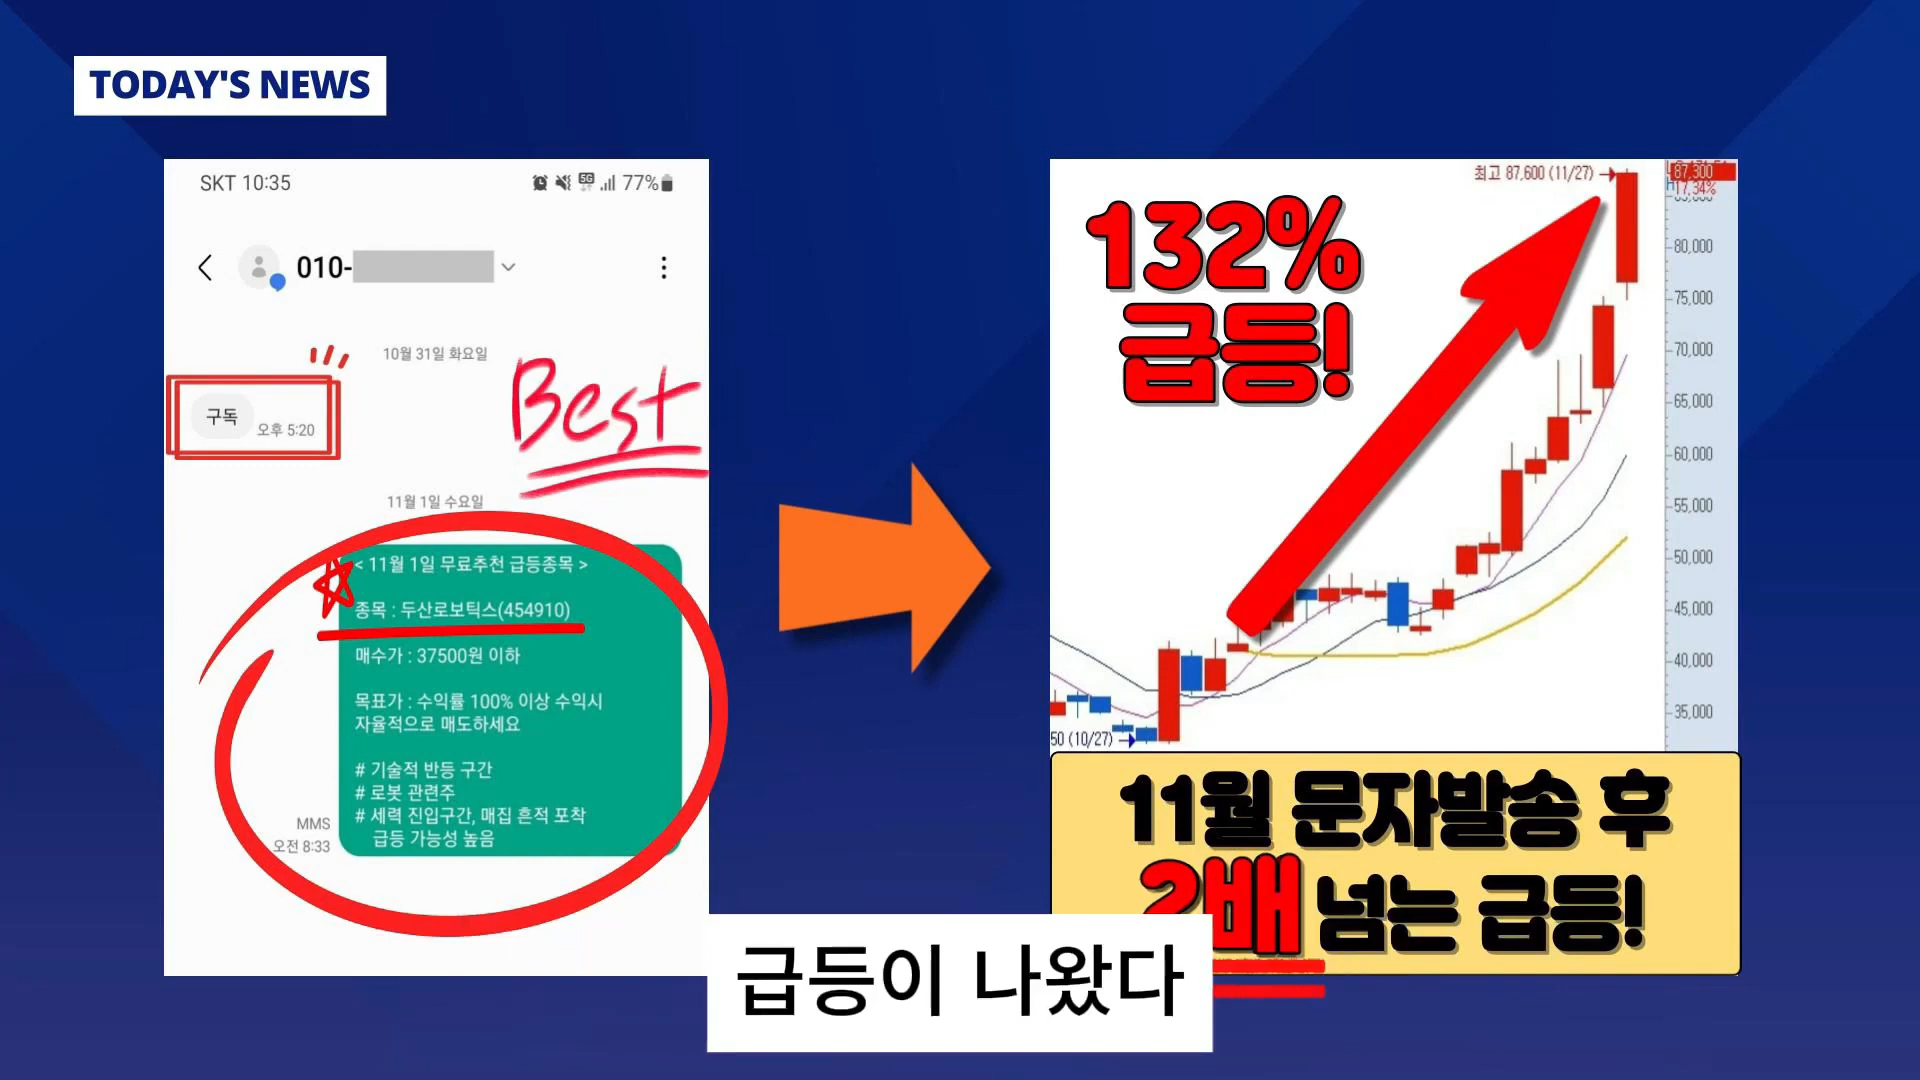 TODAY'S NEWS
SKT 10:35
5G
77%
010-
10월 31일 화요일
구독
오후 5:20
Best
11월 1일 수요일
< 11월 1일 무료추천 급등종목 >
종목 : 두산로보틱스(454910)
매수가 : 37500원 이하
목표가 : 수익률 100% 이상 수익시
자율적으로 매도하세요
# 기술적 반등 구간
# 로봇 관련주
# 세력 진입구간, 매집 흔적 포착
급등 가능성 높음
MMS
오전 8:33
132%
급등!
최고 87,600 (11/27)
87,300
17.34%
80,000
75,000
70,000
65,000
60,000
55,000
50,000
45,000
40,000
35,000
50 (10/27)
11월 문자발송 후
2배 넘는 급등!
급등이 나왔다